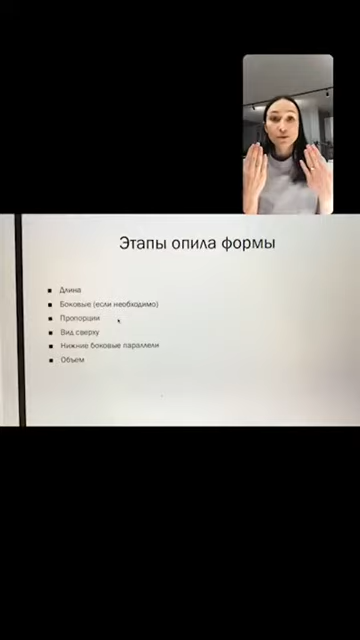 Этапы опила формы
Длина
Боковые (если необходимо)
Пропорции
Вид сверху
Нижние боковые параллели
Объем